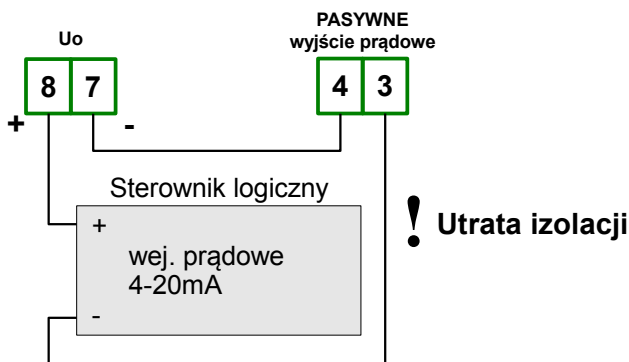 Uo
PASYWNE
wyjście prądowe
8 7
4 3
+ -
Sterownik logiczny
+
wej. prądowe
4-20mA
-
! Utrata izolacji